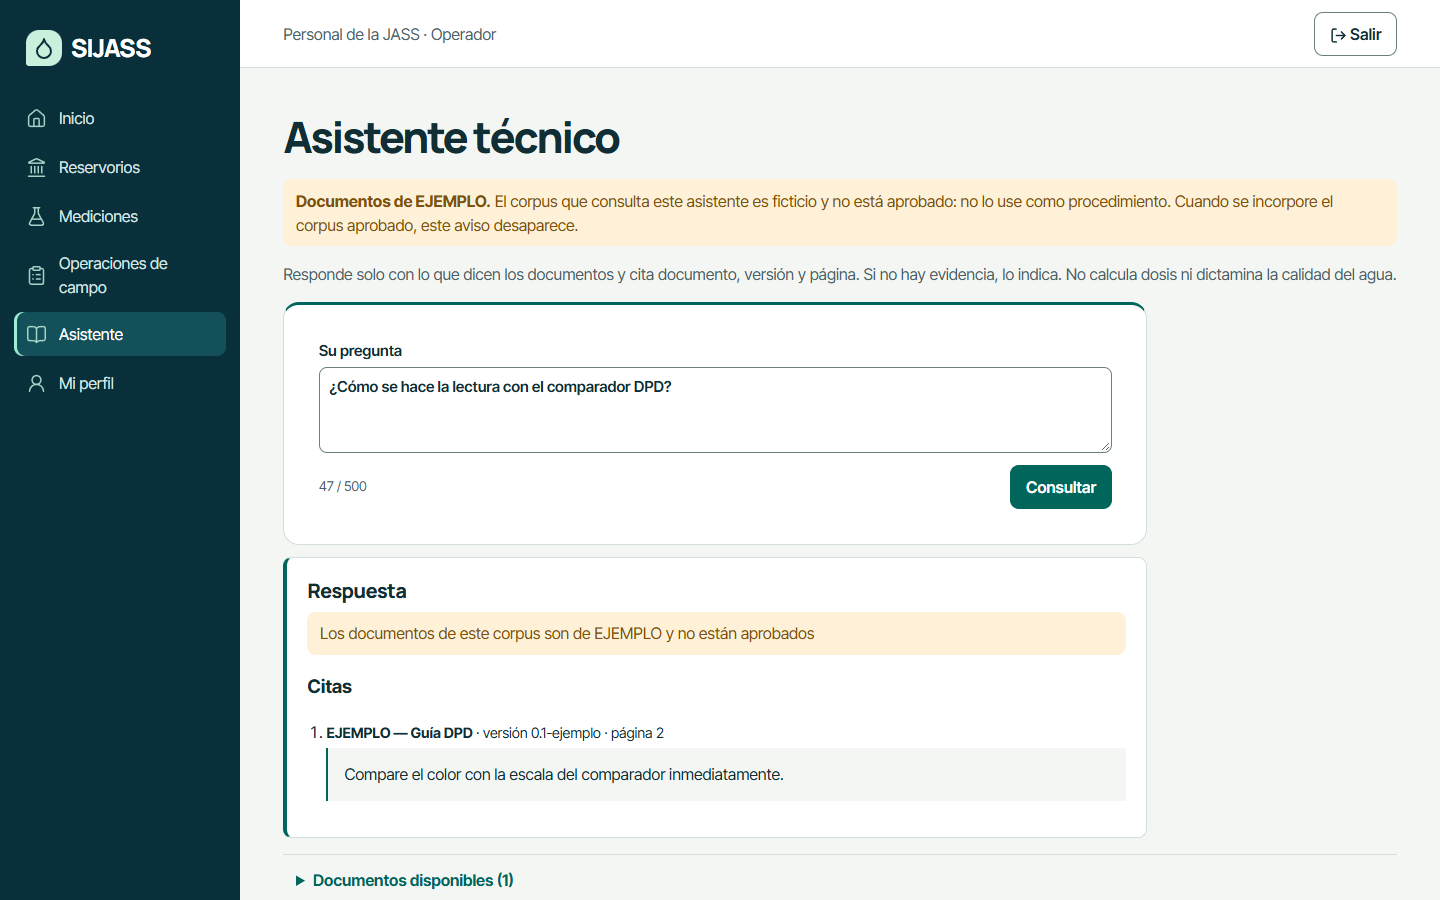 SIJASS
Inicio
Reservorios
Mediciones
Operaciones de
campo
Asistente
Mi perfil
Personal de la JASS · Operador
Salir
Asistente técnico
Documentos de EJEMPLO. El corpus que consulta este asistente es ficticio y no está aprobado: no lo use como procedimiento. Cuando se incorpore el
corpus aprobado, este aviso desaparece.
Responde solo con lo que dicen los documentos y cita documento, versión y página. Si no hay evidencia, lo indica. No calcula dosis ni dictamina la calidad del agua.
Su pregunta
¿Cómo se hace la lectura con el comparador DPD?
47 / 500
Consultar
Respuesta
Los documentos de este corpus son de EJEMPLO y no están aprobados
Citas
1. EJEMPLO — Guía DPD · versión 0.1-ejemplo · página 2
Compare el color con la escala del comparador inmediatamente.
Documentos disponibles (1)